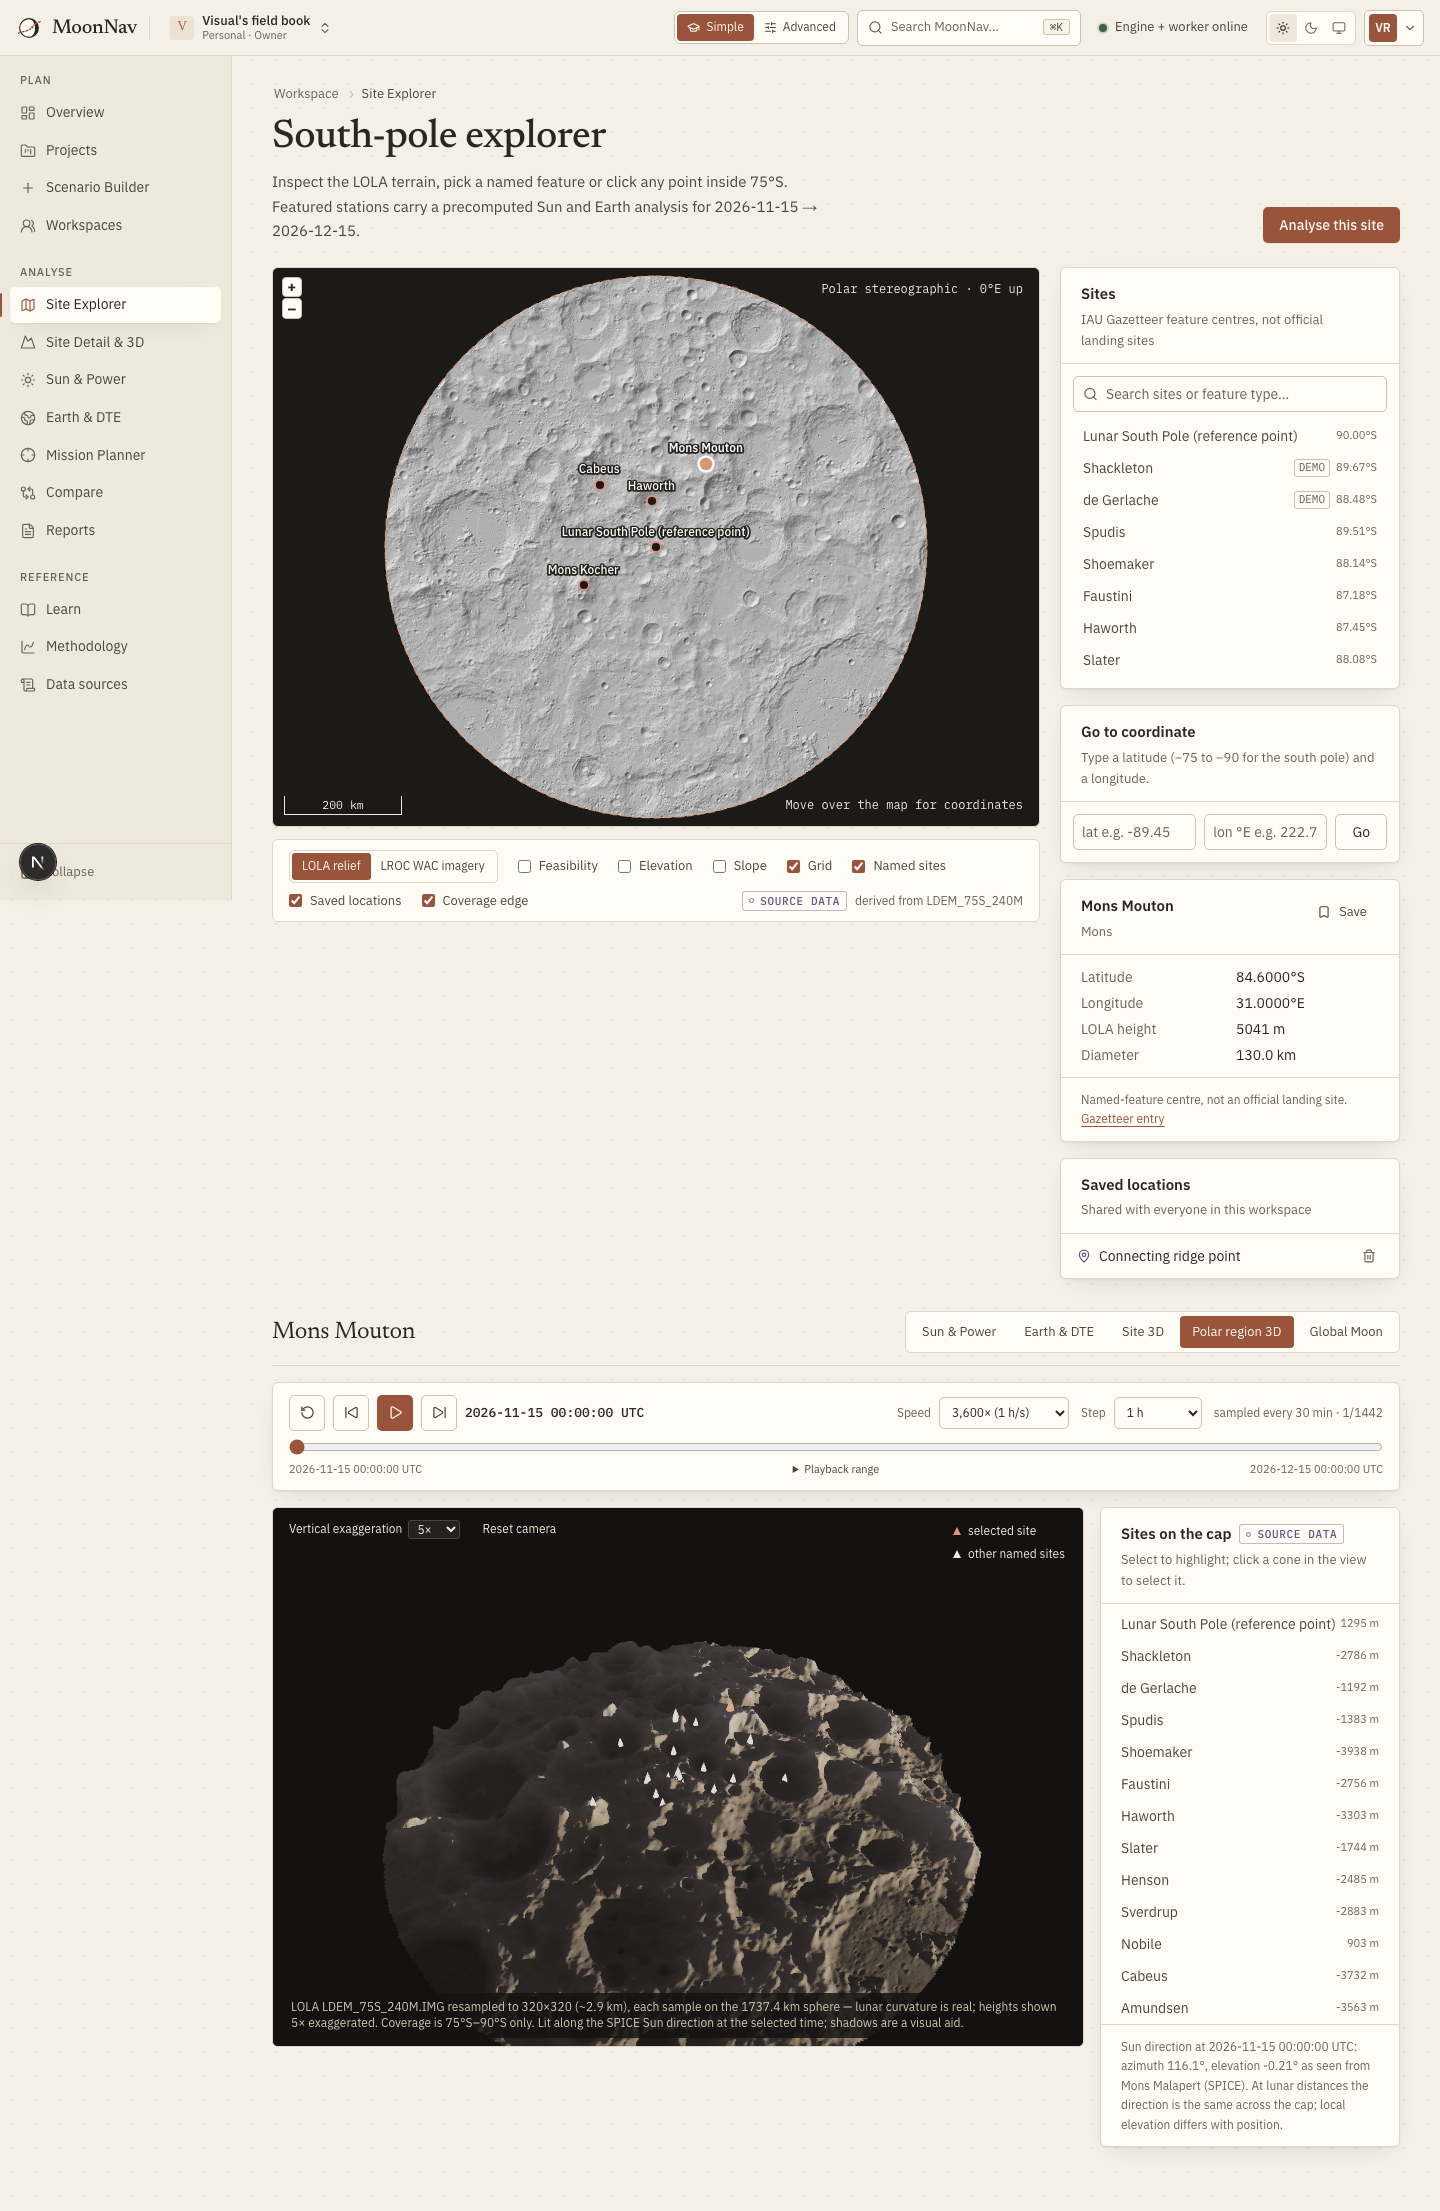 MoonNav
V
Visual's field book
Personal · Owner
Simple
Advanced
Search MoonNav...
⌘K
Engine + worker online
VR
PLAN
Overview
Projects
Scenario Builder
Workspaces
ANALYSE
Site Explorer
Site Detail & 3D
Sun & Power
Earth & DTE
Mission Planner
Compare
Reports
REFERENCE
Learn
Methodology
Data sources
N
ollapse
Workspace > Site Explorer
South-pole explorer
Inspect the LOLA terrain, pick a named feature or click any point inside 75°S.
Featured stations carry a precomputed Sun and Earth analysis for 2026-11-15 →
2026-12-15.
Analyse this site
+
−
Polar stereographic · 0°E up
Mons Mouton
Cabeus
Haworth
Lunar South Pole (reference point)
Mons Kocher
200 km
Move over the map for coordinates
LOLA relief
LROC WAC imagery
Feasibility
Elevation
Slope
Grid
Named sites
Saved locations
Coverage edge
SOURCE DATA
derived from LDEM_75S_240M
Sites
IAU Gazetteer feature centres, not official
landing sites
Search sites or feature type...
Lunar South Pole (reference point) 90.00°S
Shackleton DEMO 89.67°S
de Gerlache DEMO 88.48°S
Spudis 89.51°S
Shoemaker 88.14°S
Faustini 87.18°S
Haworth 87.45°S
Slater 88.08°S
Go to coordinate
Type a latitude (−75 to −90 for the south pole) and
a longitude.
lat e.g. -89.45
lon °E e.g. 222.7
Go
Mons Mouton
Mons
Save
Latitude 84.6000°S
Longitude 31.0000°E
LOLA height 5041 m
Diameter 130.0 km
Named-feature centre, not an official landing site.
Gazetteer entry
Saved locations
Shared with everyone in this workspace
Connecting ridge point
Mons Mouton
Sun & Power
Earth & DTE
Site 3D
Polar region 3D
Global Moon
2026-11-15 00:00:00 UTC
Speed 3,600× (1 h/s)
Step 1 h
sampled every 30 min · 1/1442
2026-11-15 00:00:00 UTC
Playback range
2026-12-15 00:00:00 UTC
Vertical exaggeration 5×
Reset camera
selected site
other named sites
LOLA LDEM_75S_240M.IMG resampled to 320×320 (~2.9 km), each sample on the 1737.4 km sphere — lunar curvature is real; heights shown
5× exaggerated. Coverage is 75°S–90°S only. Lit along the SPICE Sun direction at the selected time; shadows are a visual aid.
Sites on the cap SOURCE DATA
Select to highlight; click a cone in the view
to select it.
Lunar South Pole (reference point) 1295 m
Shackleton -2786 m
de Gerlache -1192 m
Spudis -1383 m
Shoemaker -3938 m
Faustini -2756 m
Haworth -3303 m
Slater -1744 m
Henson -2485 m
Sverdrup -2883 m
Nobile 903 m
Cabeus -3732 m
Amundsen -3563 m
Sun direction at 2026-11-15 00:00:00 UTC:
azimuth 116.1°, elevation -0.21° as seen from
Mons Malapert (SPICE). At lunar distances the
direction is the same across the cap; local
elevation differs with position.